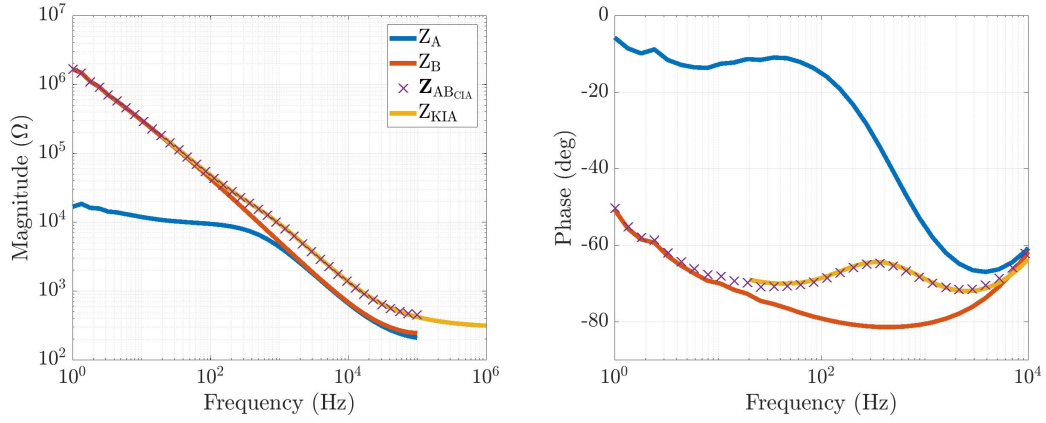 10^7
10^6
10^5
10^4
10^3
10^2
Magnitude (Ω)
10^0
10^2
10^4
10^6
Frequency (Hz)
Z_A
Z_B
Z_AB_CIA
Z_KIA
0
-20
-40
-60
-80
Phase (deg)
10^0
10^2
10^4
Frequency (Hz)